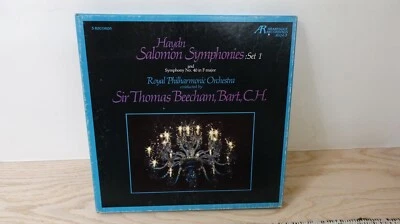 Haydn
Salomon Symphonies: Set 1
and
Symphony No. 40 in F major
Royal Philharmonic Orchestra
conducted by
Sir Thomas Beecham, Bart., C.H.
AR